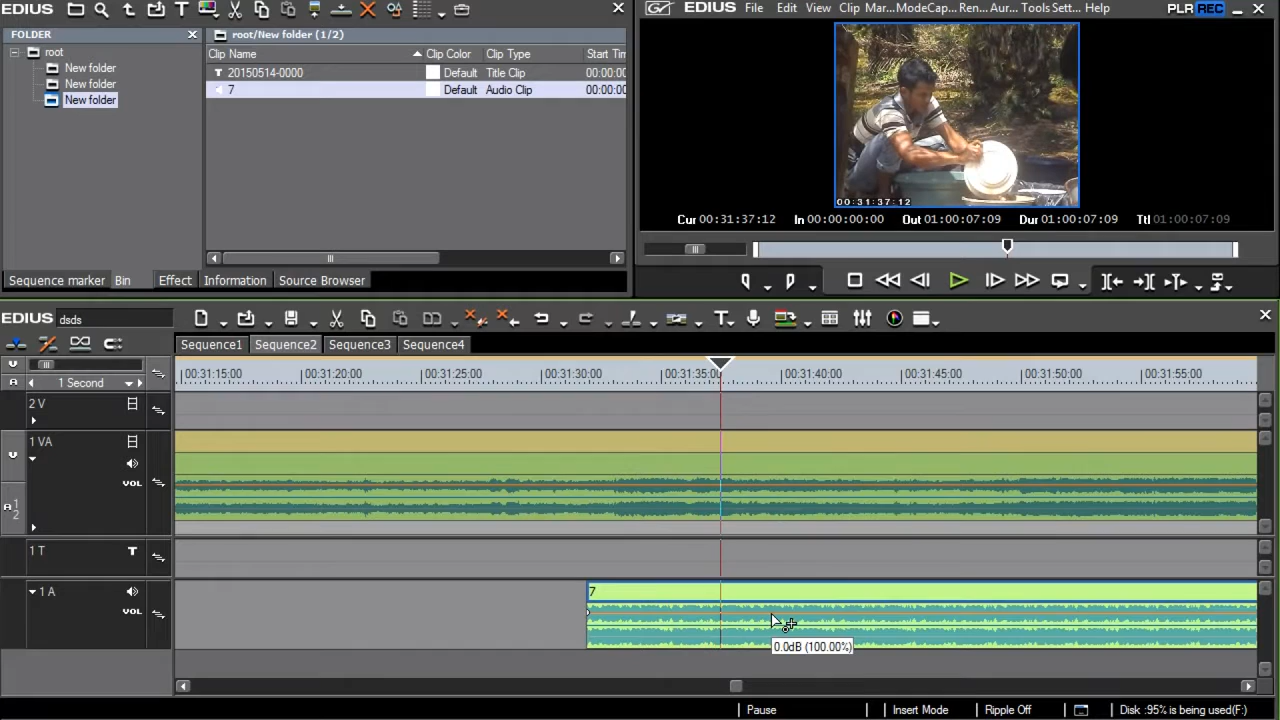 FOLDER
root
New folder
New folder
New folder
root/New folder (1/2)
Clip Name Clip Color Clip Type Start Tim
T 20150514-0000 Default Title Clip 00:00:00
7 Default Audio Clip 00:00:00
Sequence marker Bin Effect Information Source Browser
EDIUS File Edit View Clip Mar...ModeCap...Ren...Aur...Tools Sett... Help PLR REC
00:31:37:12
Cur 00:31:37:12 In 00:00:00:00 Out 01:00:07:09 Dur 01:00:07:09 Ttl 01:00:07:09
EDIUS dsds
Sequence1 Sequence2 Sequence3 Sequence4
1 Second
00:31:15:00 00:31:20:00 00:31:25:00 00:31:30:00 00:31:35:00 00:31:40:00 00:31:45:00 00:31:50:00 00:31:55:00
2 V
1 VA
VOL
A 1
2
1 T T
1 A
VOL
7
0.0dB (100.00%)
Pause Insert Mode Ripple Off Disk :95% is being used(F:)